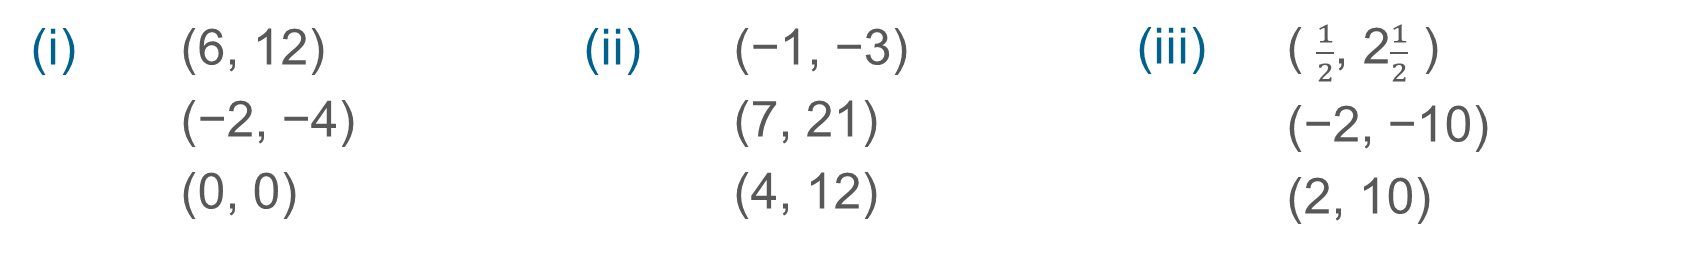 (i) (6, 12)
(−2, −4)
(0, 0)
(ii) (−1, −3)
(7, 21)
(4, 12)
(iii) (1/2, 2 1/2)
(−2, −10)
(2, 10)